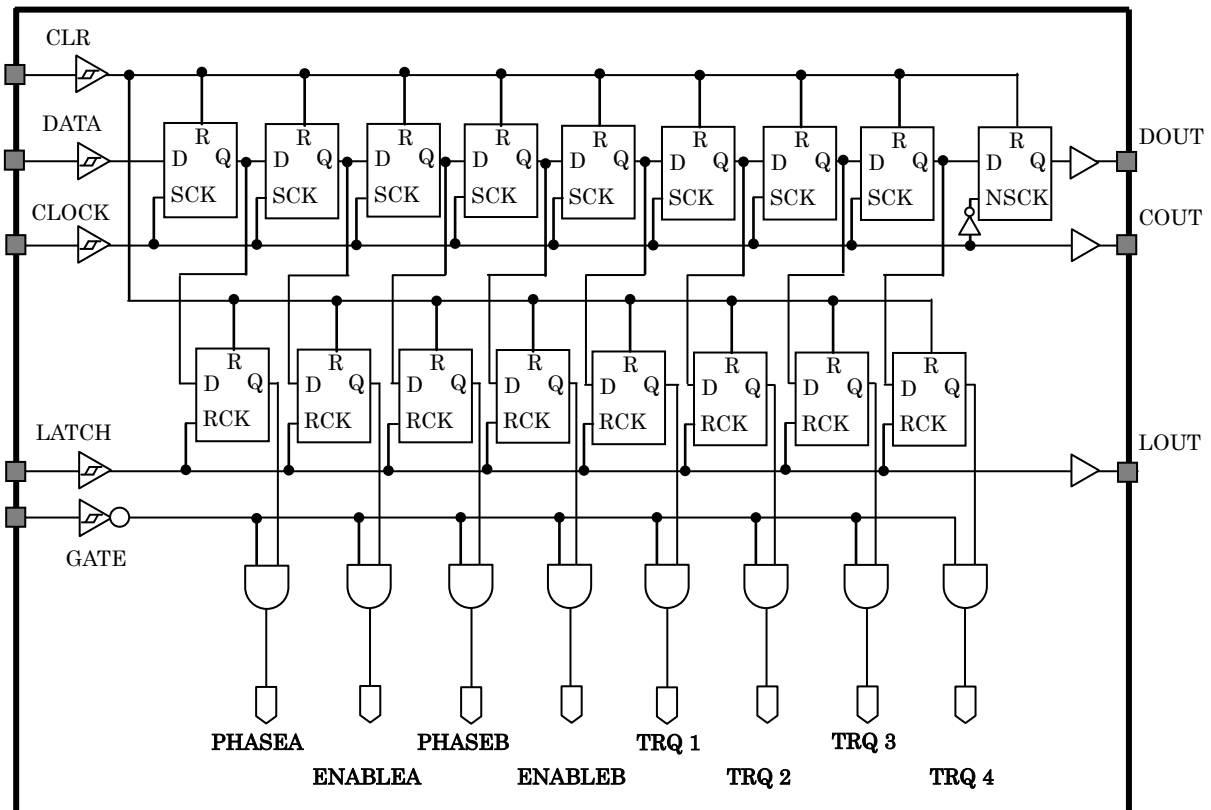 CLR
DATA
CLOCK
R R R R R R R R R
D Q D Q D Q D Q D Q D Q D Q D Q D Q
SCK SCK SCK SCK SCK SCK SCK SCK NSCK
DOUT
COUT
R R R R R R R R
D Q D Q D Q D Q D Q D Q D Q D Q
RCK RCK RCK RCK RCK RCK RCK RCK
LATCH
LOUT
GATE
PHASEA PHASEB TRQ 1 TRQ 3
ENABLEA ENABLEB TRQ 2 TRQ 4